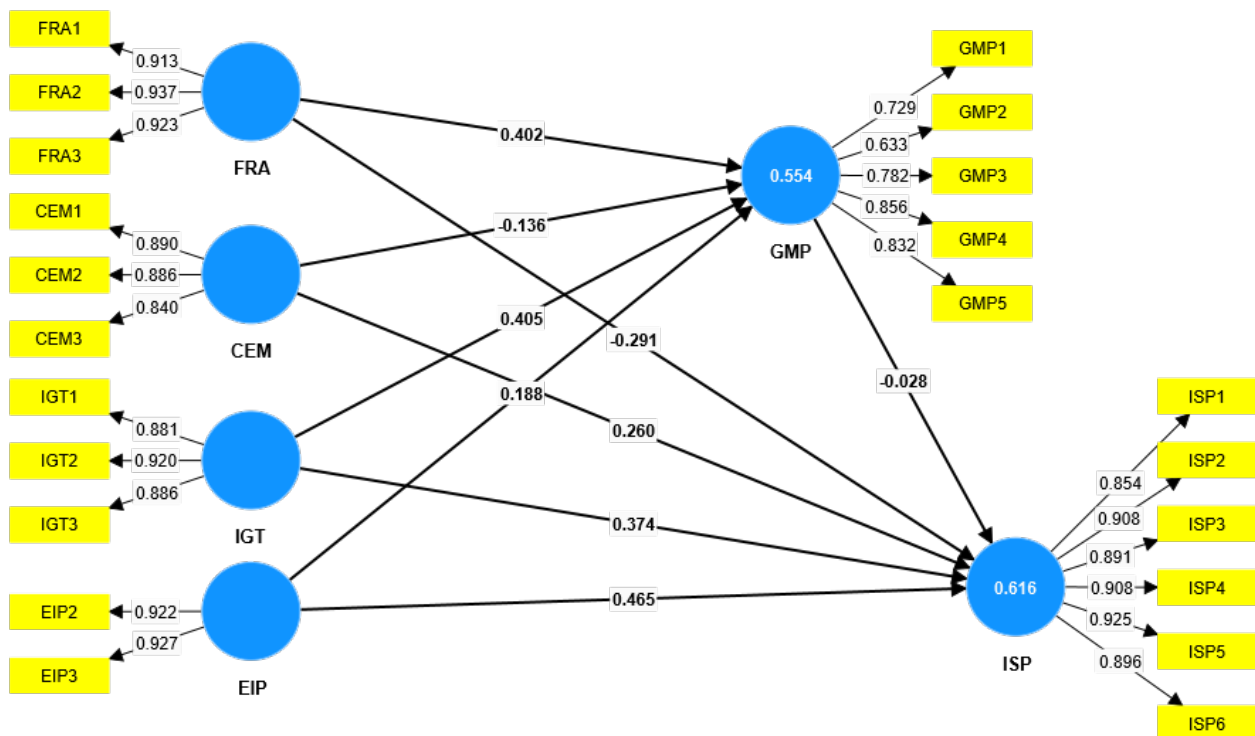 FRA1
0.913
FRA2
0.937
FRA3
0.923
FRA
CEM1
0.890
CEM2
0.886
CEM3
0.840
CEM
IGT1
0.881
IGT2
0.920
IGT3
0.886
IGT
EIP2
0.922
EIP3
0.927
EIP
0.402
-0.136
0.405
0.188
-0.291
0.260
0.374
0.465
0.554
GMP
0.729
GMP1
0.633
GMP2
0.782
GMP3
0.856
GMP4
0.832
GMP5
-0.028
0.616
ISP
0.854
ISP1
0.908
ISP2
0.891
ISP3
0.908
ISP4
0.925
ISP5
0.896
ISP6